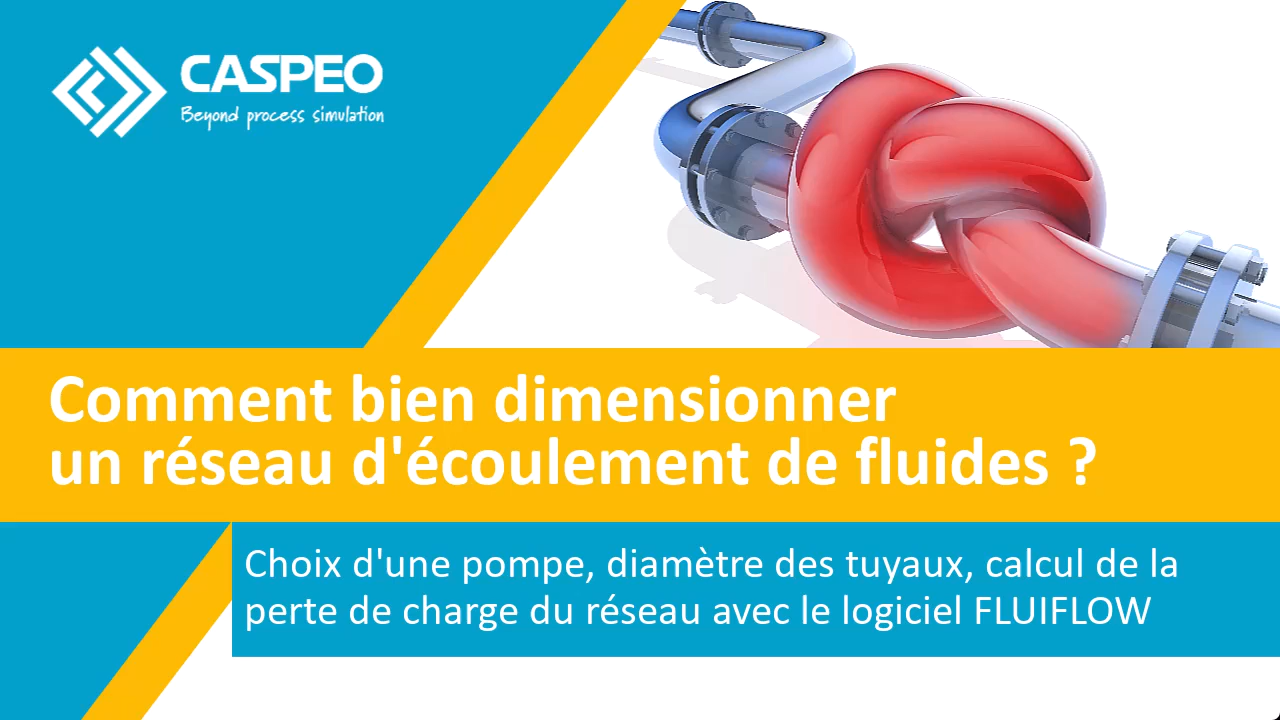 CASPEO
Beyond process simulation
Comment bien dimensionner
un réseau d'écoulement de fluides ?
Choix d'une pompe, diamètre des tuyaux, calcul de la
perte de charge du réseau avec le logiciel FLUIFLOW